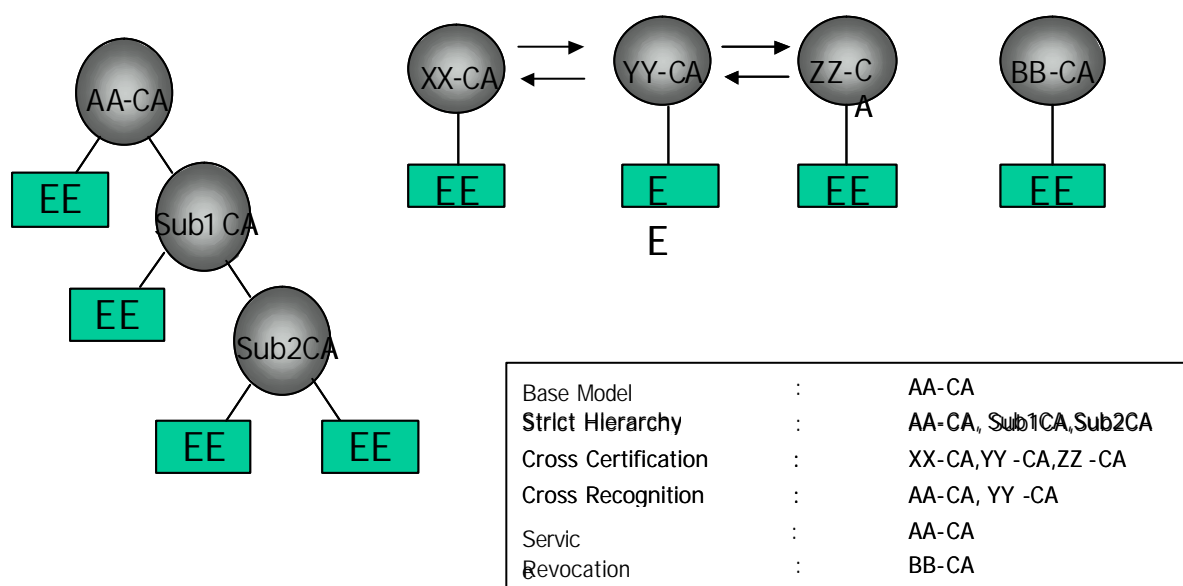 AA-CA
XX-CA
YY-CA
ZZ-C
A
BB-CA
EE
EE
E
E
EE
EE
EE
Sub1 CA
EE
Sub2CA
EE
EE
Base Model : AA-CA
Strict Hierarchy : AA-CA, Sub1CA,Sub2CA
Cross Certification : XX-CA,YY -CA,ZZ -CA
Cross Recognition : AA-CA, YY -CA
Servic
e : AA-CA
Revocation BB-CA